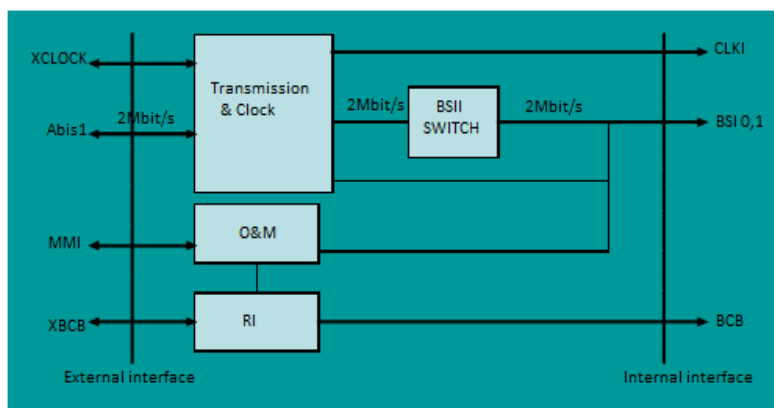 XCLOCK
CLKI
Transmission
& Clock
Abis1
2Mbit/s
2Mbit/s
BSII
SWITCH
2Mbit/s
BSI 0,1
MMI
O&M
XBCB
RI
BCB
External interface
Internal interface